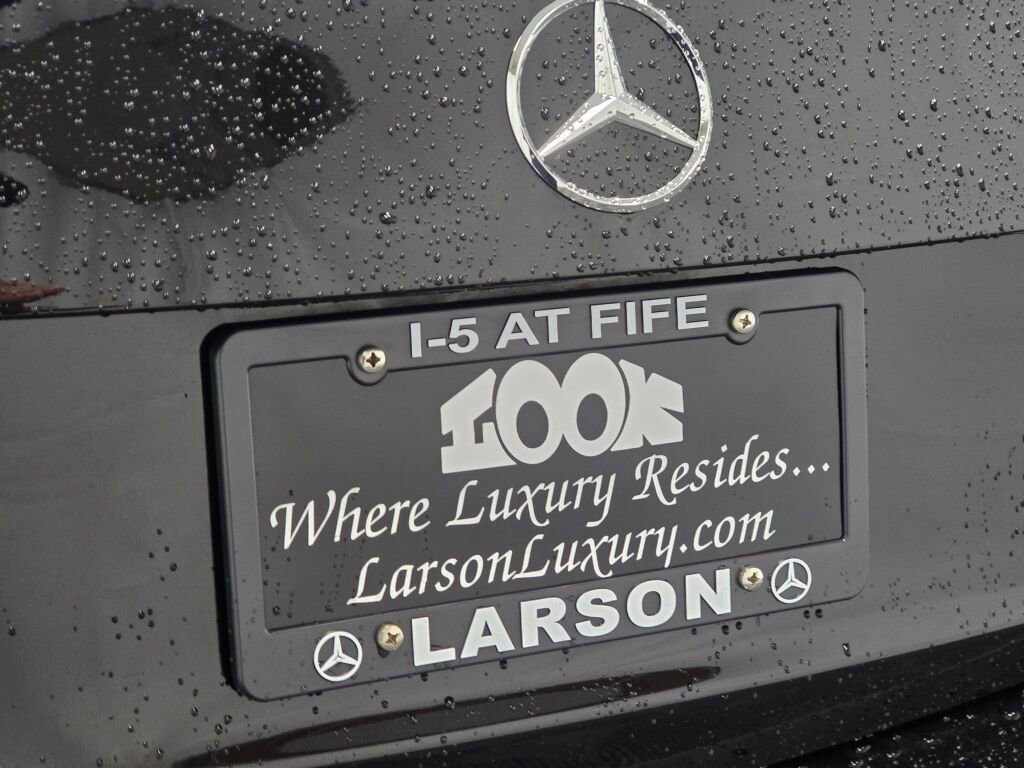 I-5 AT FIFE
LOOK
Where Luxury Resides...
LarsonLuxury.com
LARSON